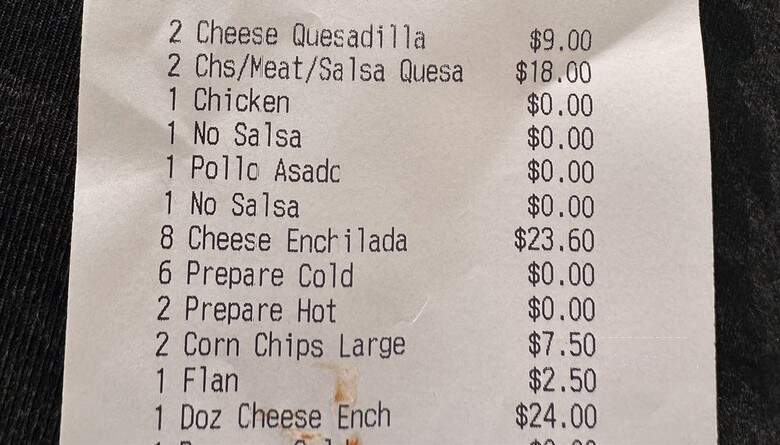 2 Cheese Quesadilla $9.00
2 Chs/Meat/Salsa Quesa $18.00
1 Chicken $0.00
1 No Salsa $0.00
1 Pollo Asado $0.00
1 No Salsa $0.00
8 Cheese Enchilada $23.60
6 Prepare Cold $0.00
2 Prepare Hot $0.00
2 Corn Chips Large $7.50
1 Flan $2.50
1 Doz Cheese Ench $24.00